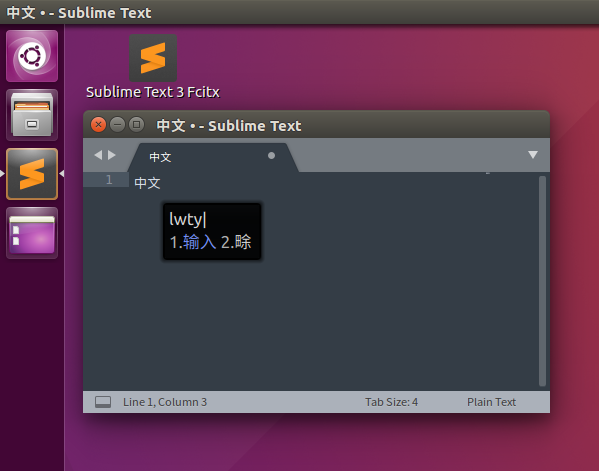 中文 • - Sublime Text
Sublime Text 3 Fcitx
中文 • - Sublime Text
中文
1 中文
lwty|
1.输入 2.畭
Line 1, Column 3 Tab Size: 4 Plain Text